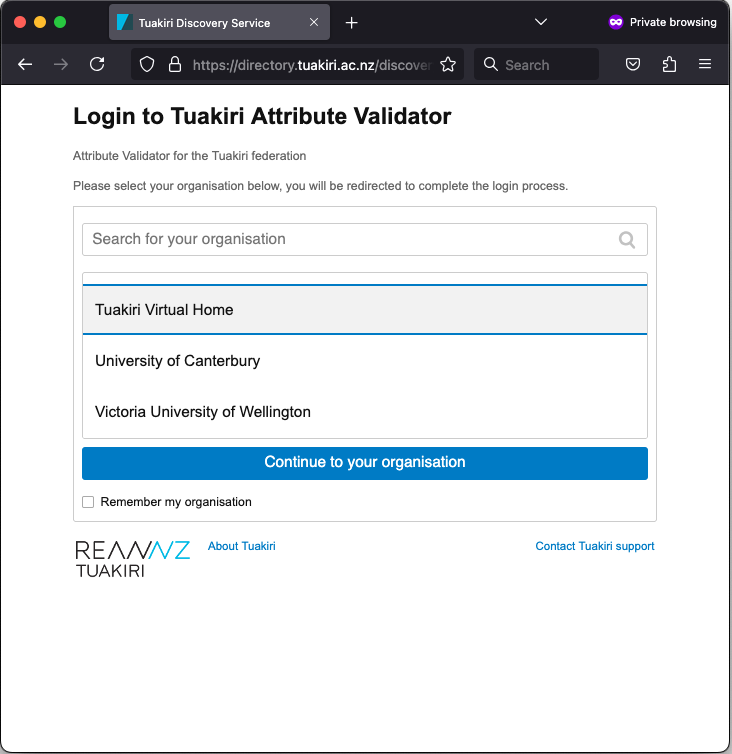 Tuakiri Discovery Service
Private browsing
https://directory.tuakiri.ac.nz/discover
Search
Login to Tuakiri Attribute Validator
Attribute Validator for the Tuakiri federation
Please select your organisation below, you will be redirected to complete the login process.
Search for your organisation
Tuakiri Virtual Home
University of Canterbury
Victoria University of Wellington
Continue to your organisation
Remember my organisation
REANNZ
TUAKIRI
About Tuakiri
Contact Tuakiri support